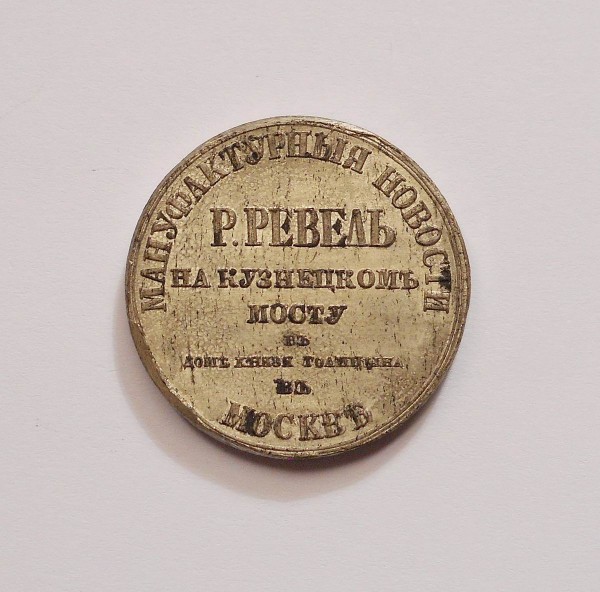 МАНУФАКТУРНЫЯ НОВОСТИ
Р. РЕВЕЛЬ
НА КУЗНЕЦКОМЪ
МОСТУ
ВЪ
ДОМѢ КНЯЗЯ ГОЛИЦЫНА
ВЪ
МОСКВѢ